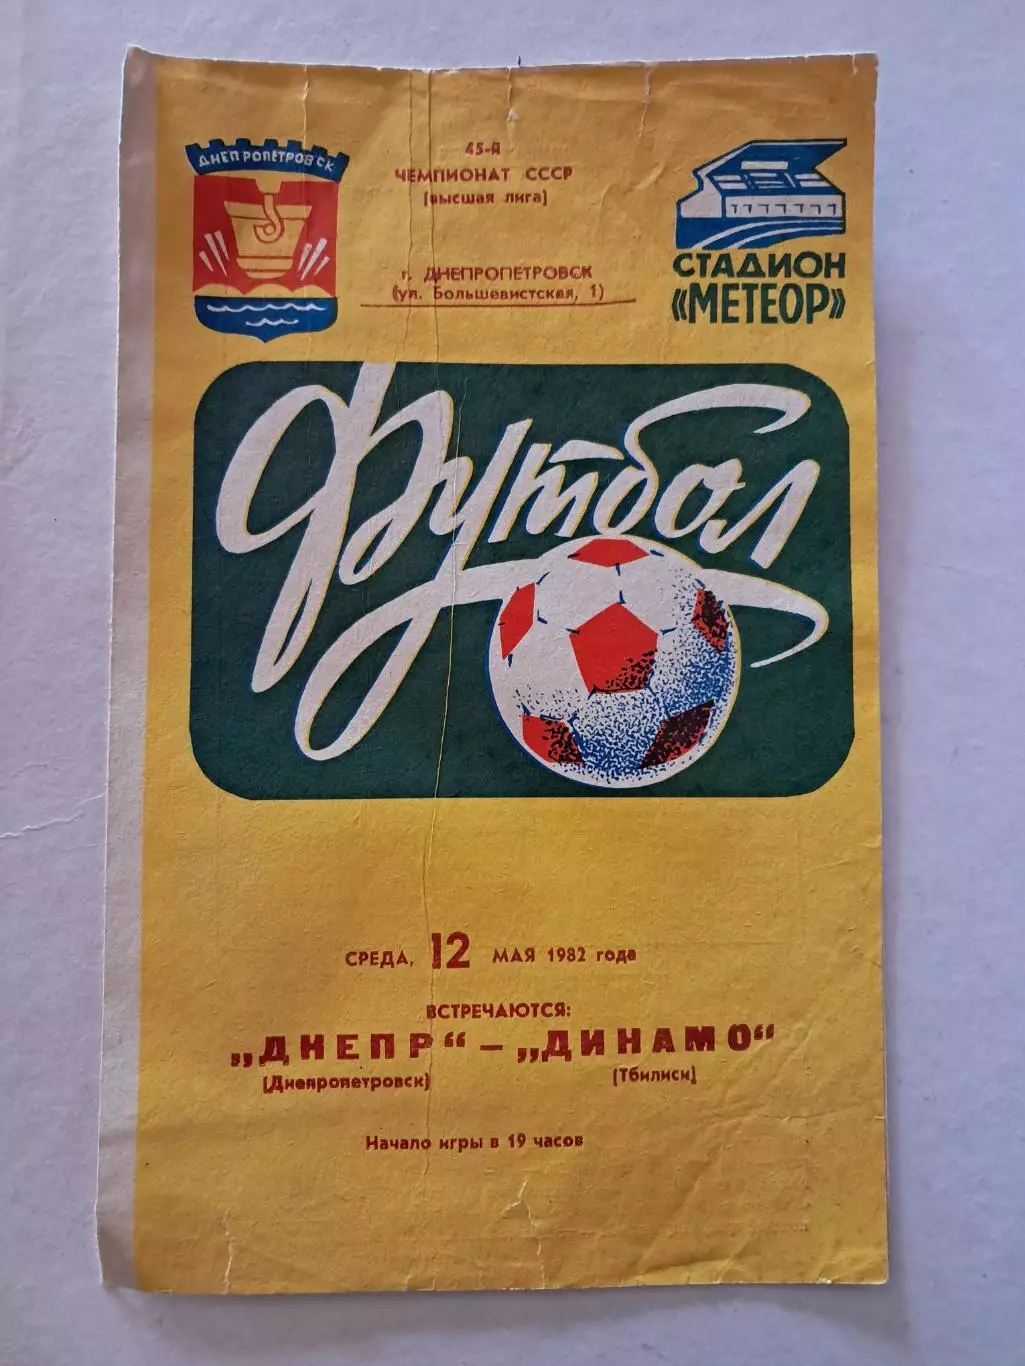 ДНЕПРОПЕТРОВСК
45-й
ЧЕМПИОНАТ СССР
(высшая лига)
г. ДНЕПРОПЕТРОВСК
(ул. Большевистская, 1)
СТАДИОН
«МЕТЕОР»
Футбол
СРЕДА, 12 МАЯ 1982 года
ВСТРЕЧАЮТСЯ:
„ДНЕПР“ – „ДИНАМО“
(Днепропетровск) (Тбилиси)
Начало игры в 19 часов